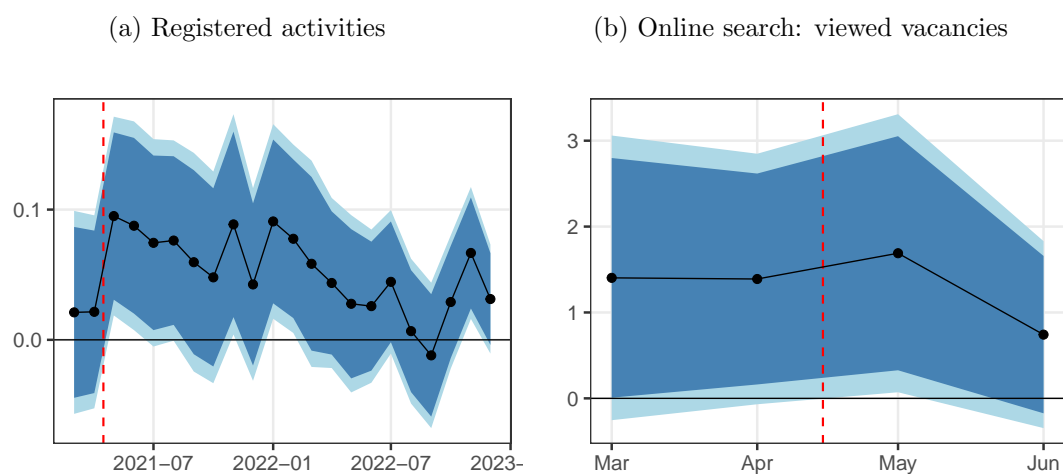 (a) Registered activities
(b) Online search: viewed vacancies
0.1
0.0
2021−07
2022−01
2022−07
2023−
3
2
1
0
Mar
Apr
May
Jun